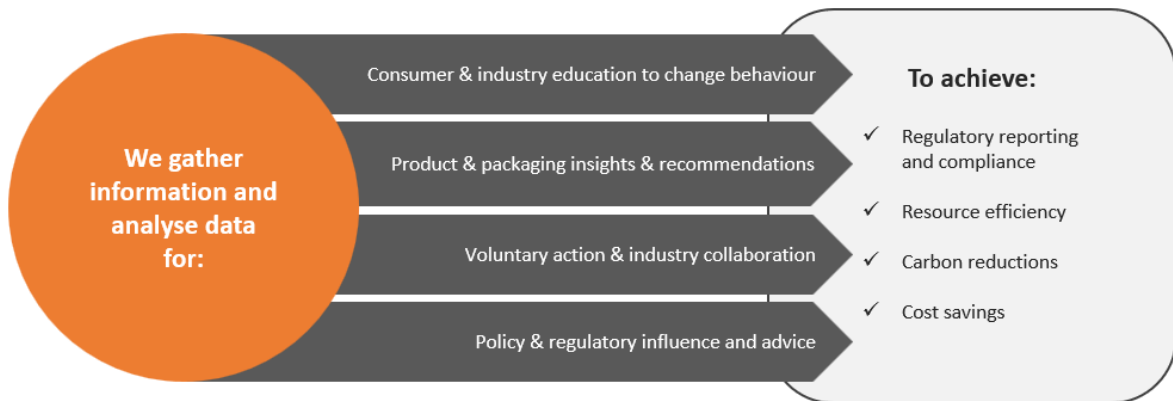 We gather
information and
analyse data
for:
Consumer & industry education to change behaviour
Product & packaging insights & recommendations
Voluntary action & industry collaboration
Policy & regulatory influence and advice
To achieve:
✓ Regulatory reporting
and compliance
✓ Resource efficiency
✓ Carbon reductions
✓ Cost savings